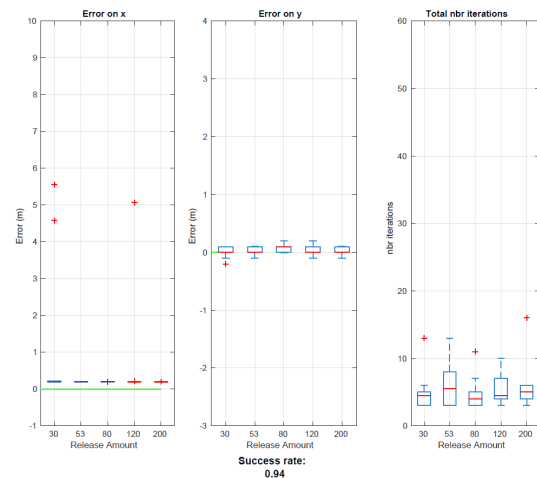 Error on x
Error on y
Total nbr iterations
10
9
8
7
6
5
4
3
2
1
0
-1
Error (m)
30 53 80 120 200
Release Amount
4
3
2
1
0
-1
-2
-3
Error (m)
30 53 80 120 200
Release Amount
60
50
40
30
20
10
0
nbr iterations
30 53 80 120 200
Release Amount
Success rate:
0.94